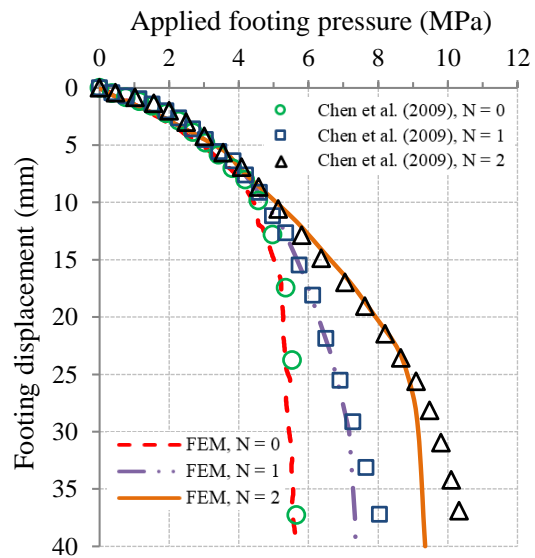 Applied footing pressure (MPa)
0 2 4 6 8 10 12
0
5
10
15
20
25
30
35
40
Footing displacement (mm)
Chen et al. (2009), N = 0
Chen et al. (2009), N = 1
Chen et al. (2009), N = 2
FEM, N = 0
FEM, N = 1
FEM, N = 2